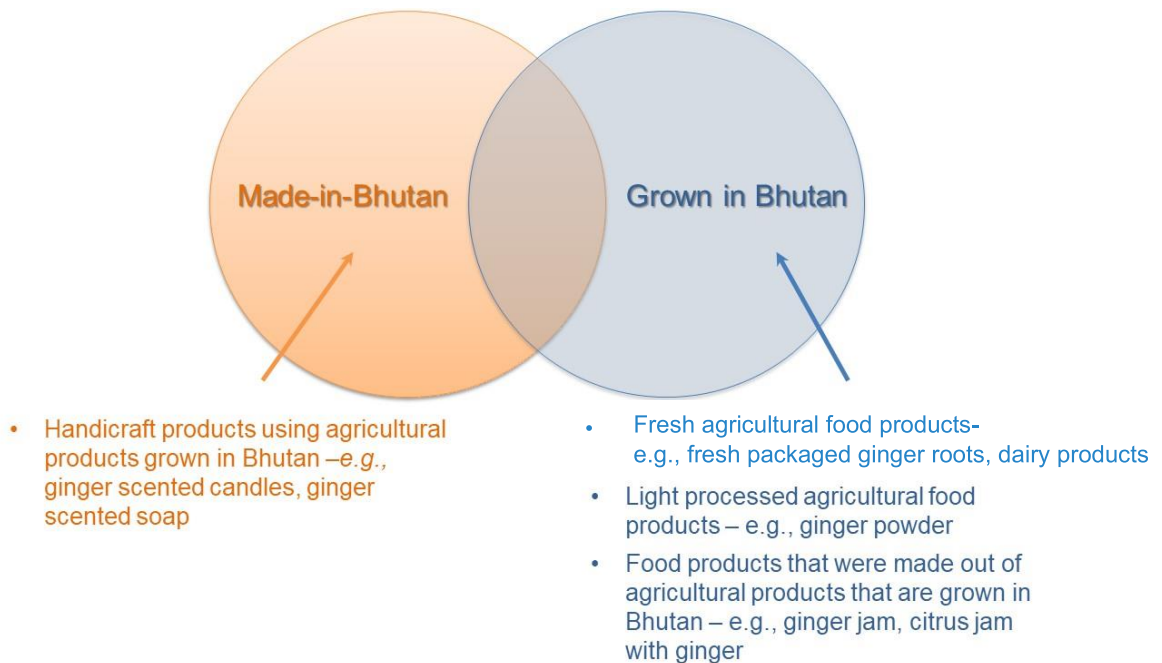 Made-in-Bhutan
Grown in Bhutan
• Handicraft products using agricultural
products grown in Bhutan –e.g.,
ginger scented candles, ginger
scented soap
• Fresh agricultural food products-
e.g., fresh packaged ginger roots, dairy products
• Light processed agricultural food
products – e.g., ginger powder
• Food products that were made out of
agricultural products that are grown in
Bhutan – e.g., ginger jam, citrus jam
with ginger